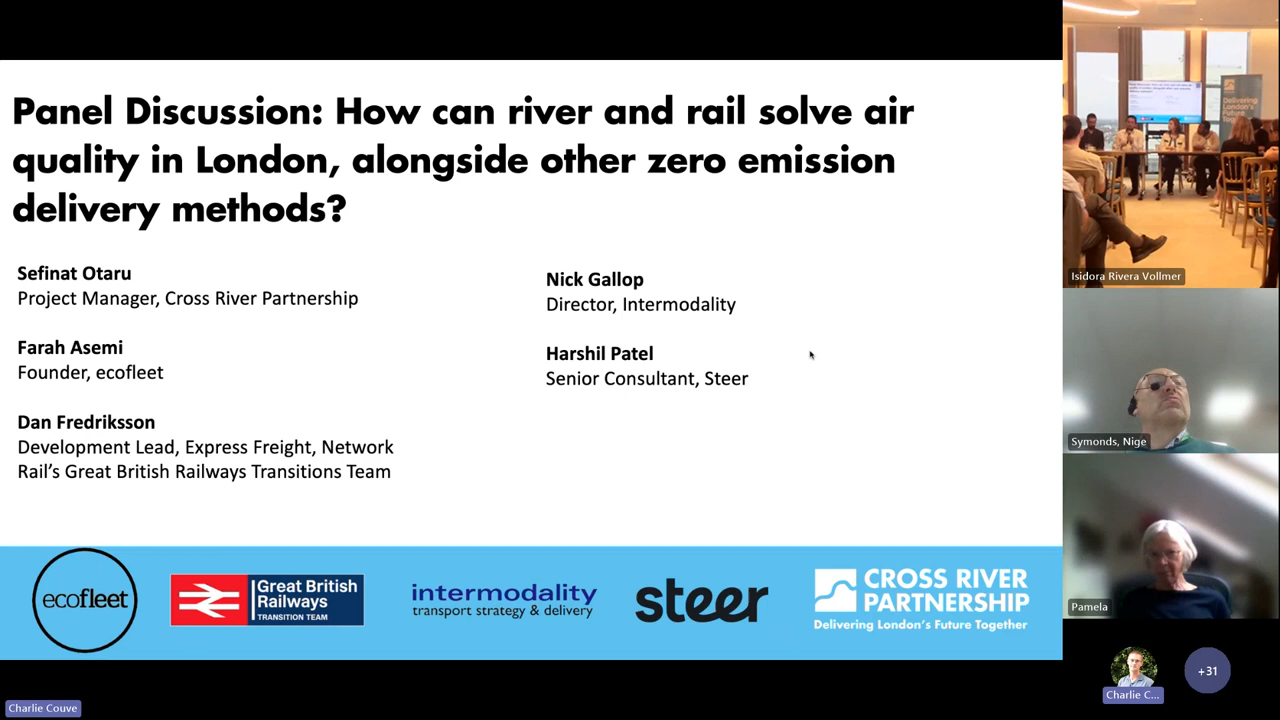 Panel Discussion: How can river and rail solve air
quality in London, alongside other zero emission
delivery methods?
Sefinat Otaru
Project Manager, Cross River Partnership
Farah Asemi
Founder, ecofleet
Dan Fredriksson
Development Lead, Express Freight, Network
Rail’s Great British Railways Transitions Team
Nick Gallop
Director, Intermodality
Harshil Patel
Senior Consultant, Steer
ecofleet
Great British
Railways
TRANSITION TEAM
intermodality
transport strategy & delivery
steer
CROSS RIVER
PARTNERSHIP
Delivering London’s Future Together
Charlie Couve
Delivering
London's
Future
Isidora Rivera Vollmer
Symonds, Nige
Pamela
Charlie C...
+31